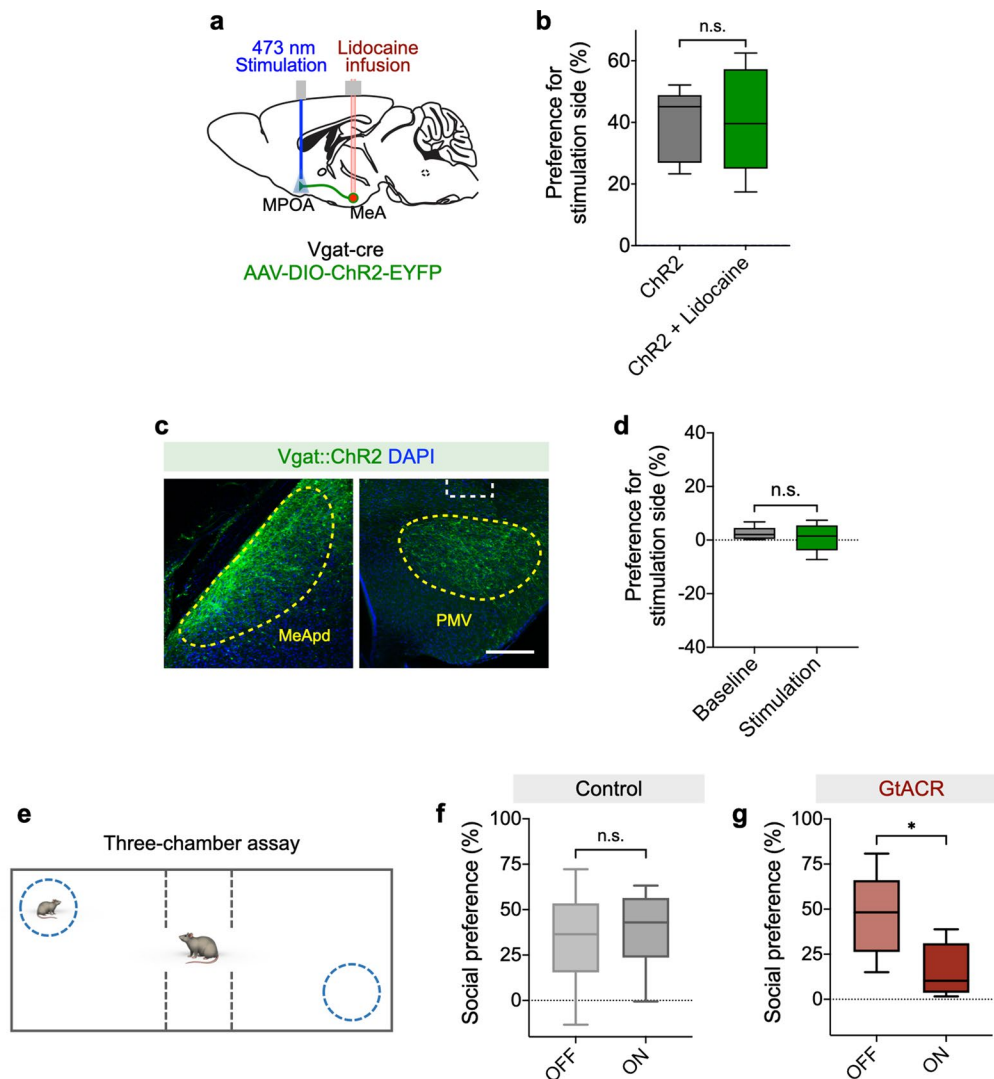 a
473 nm
Stimulation
Lidocaine
infusion
MPOA
MeA
Vgat-cre
AAV-DIO-ChR2-EYFP
b
Preference for
stimulation side (%)
60
40
20
0
n.s.
ChR2
ChR2 + Lidocaine
c
Vgat::ChR2 DAPI
MeApd
PMV
d
Preference for
stimulation side (%)
40
20
0
-20
-40
n.s.
Baseline
Stimulation
e
Three-chamber assay
f
Control
Social preference (%)
100
75
50
25
0
n.s.
OFF
ON
g
GtACR
Social preference (%)
100
75
50
25
0
*
OFF
ON